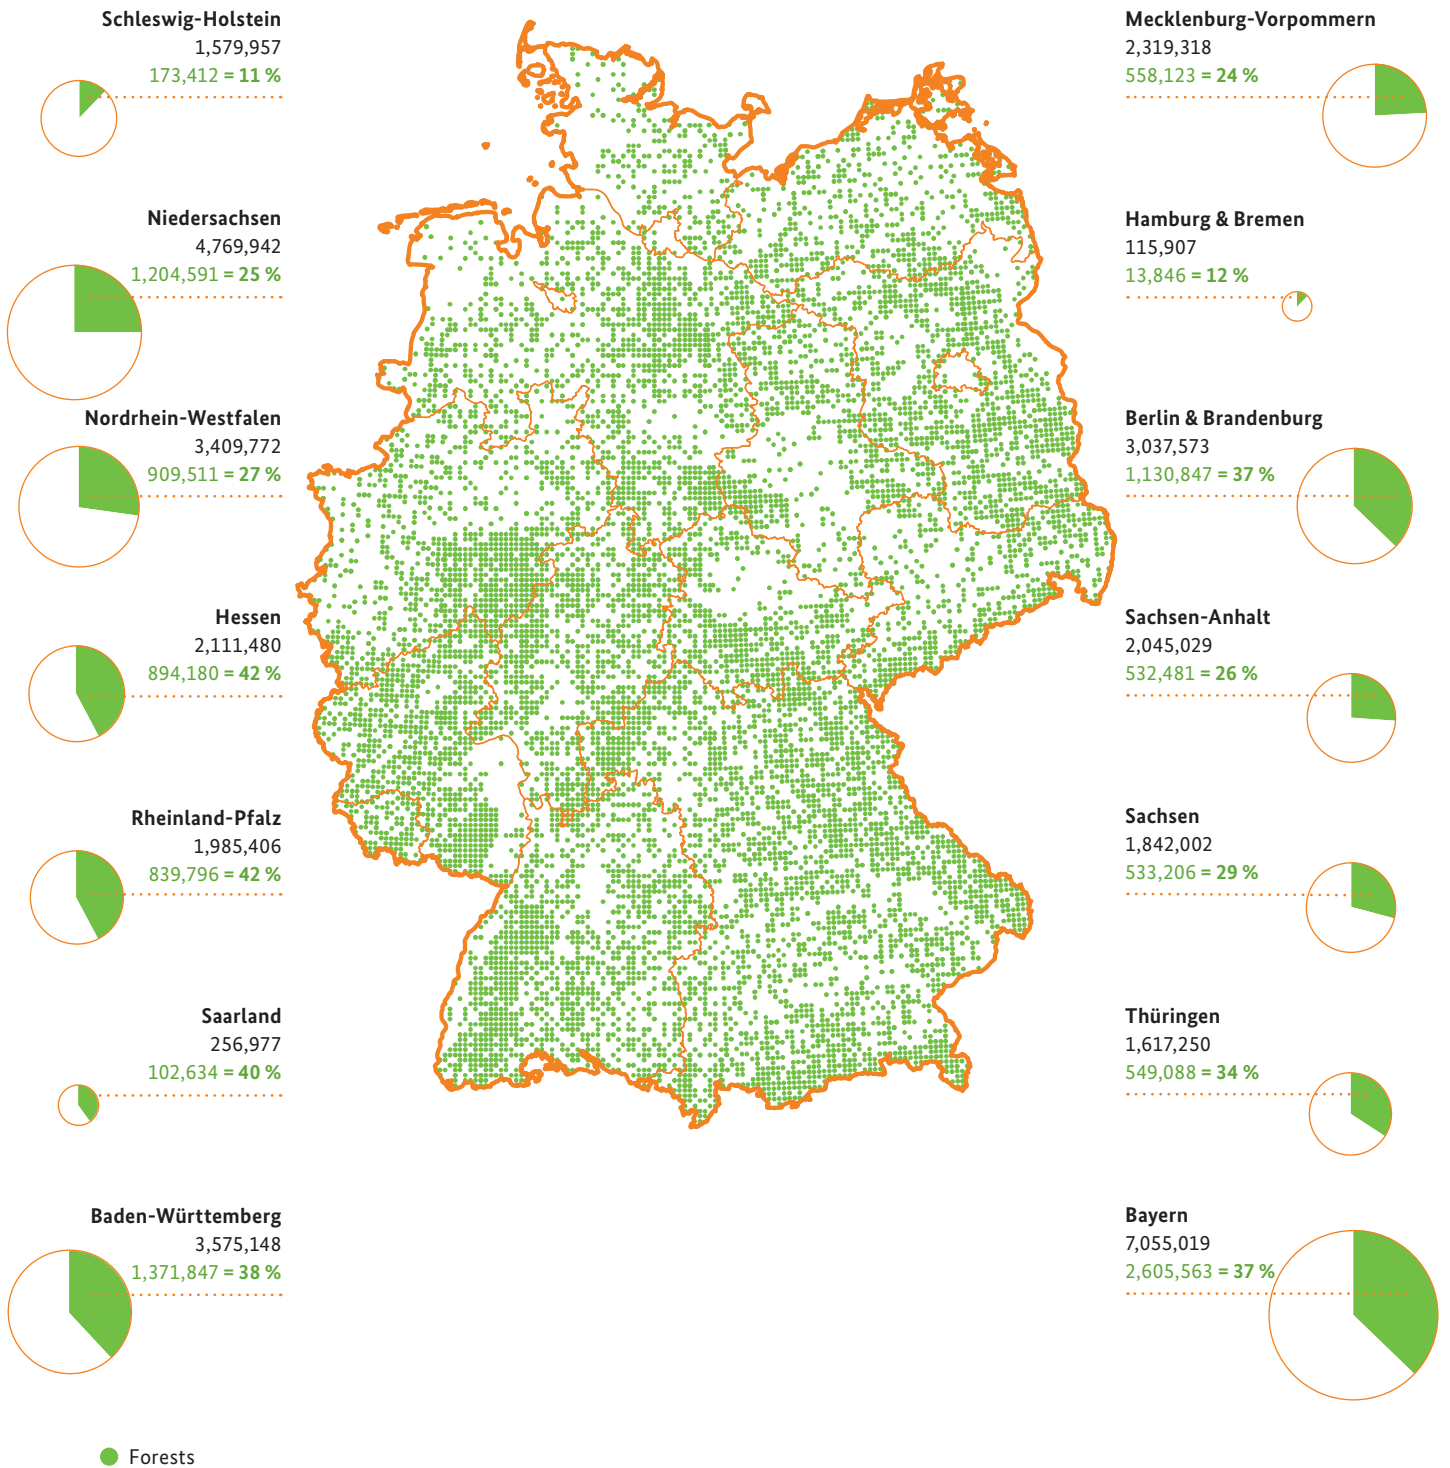 Schleswig-Holstein
1,579,957
173,412 = 11 %
Niedersachsen
4,769,942
1,204,591 = 25 %
Nordrhein-Westfalen
3,409,772
909,511 = 27 %
Hessen
2,111,480
894,180 = 42 %
Rheinland-Pfalz
1,985,406
839,796 = 42 %
Saarland
256,977
102,634 = 40 %
Baden-Württemberg
3,575,148
1,371,847 = 38 %
Mecklenburg-Vorpommern
2,319,318
558,123 = 24 %
Hamburg & Bremen
115,907
13,846 = 12 %
Berlin & Brandenburg
3,037,573
1,130,847 = 37 %
Sachsen-Anhalt
2,045,029
532,481 = 26 %
Sachsen
1,842,002
533,206 = 29 %
Thüringen
1,617,250
549,088 = 34 %
Bayern
7,055,019
2,605,563 = 37 %
Forests